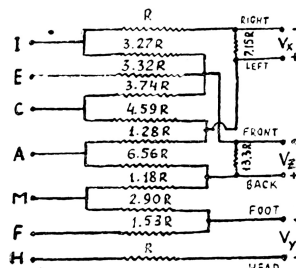 R
RIGHT
I
3.27R
7.15R
Vx
3.32R
LEFT
E
3.74R
C
4.59R
1.28R
FRONT
A
6.56R
13.3R
Vz
1.18R
BACK
M
2.90R
FOOT
F
1.53R
Vy
H
R
HEAD